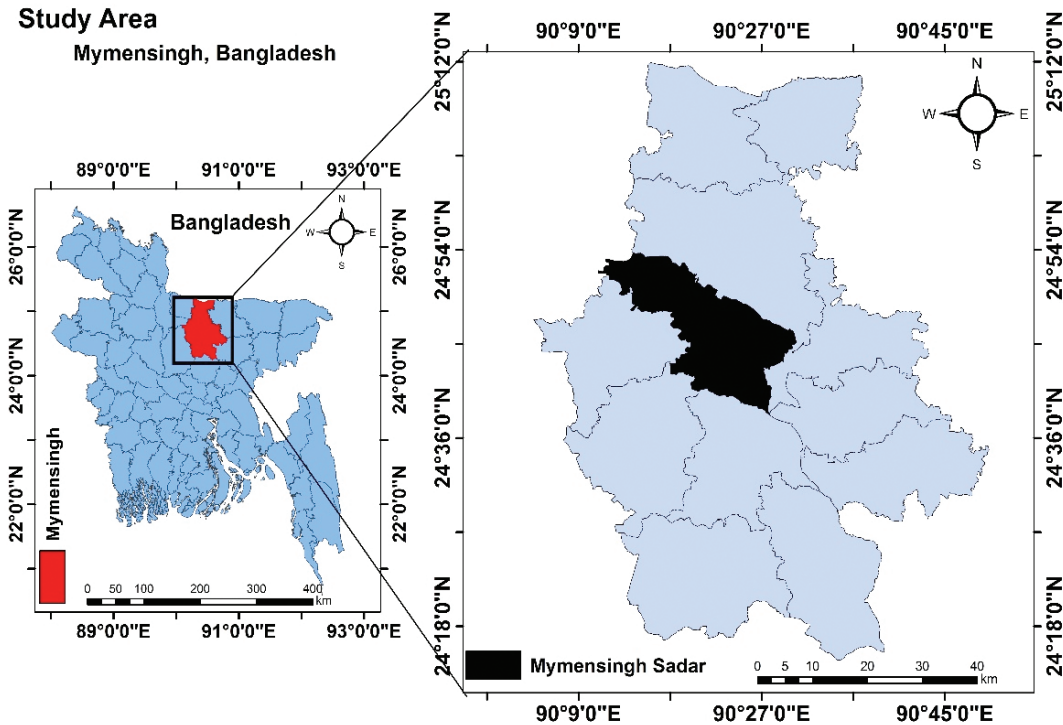 Study Area
Mymensingh, Bangladesh
89°0'0"E 91°0'0"E 93°0'0"E
Bangladesh
N
W E
S
26°0'0"N
24°0'0"N
22°0'0"N
26°0'0"N
24°0'0"N
22°0'0"N
Mymensingh
0 50 100 200 300 400
km
89°0'0"E 91°0'0"E 93°0'0"E
90°9'0"E 90°27'0"E 90°45'0"E
N
W E
S
24°54'0"N
24°36'0"N
24°18'0"N
25°12'0"N
24°54'0"N
24°36'0"N
24°18'0"N
Mymensingh Sadar
0 5 10 20 30 40
km
90°9'0"E 90°27'0"E 90°45'0"E